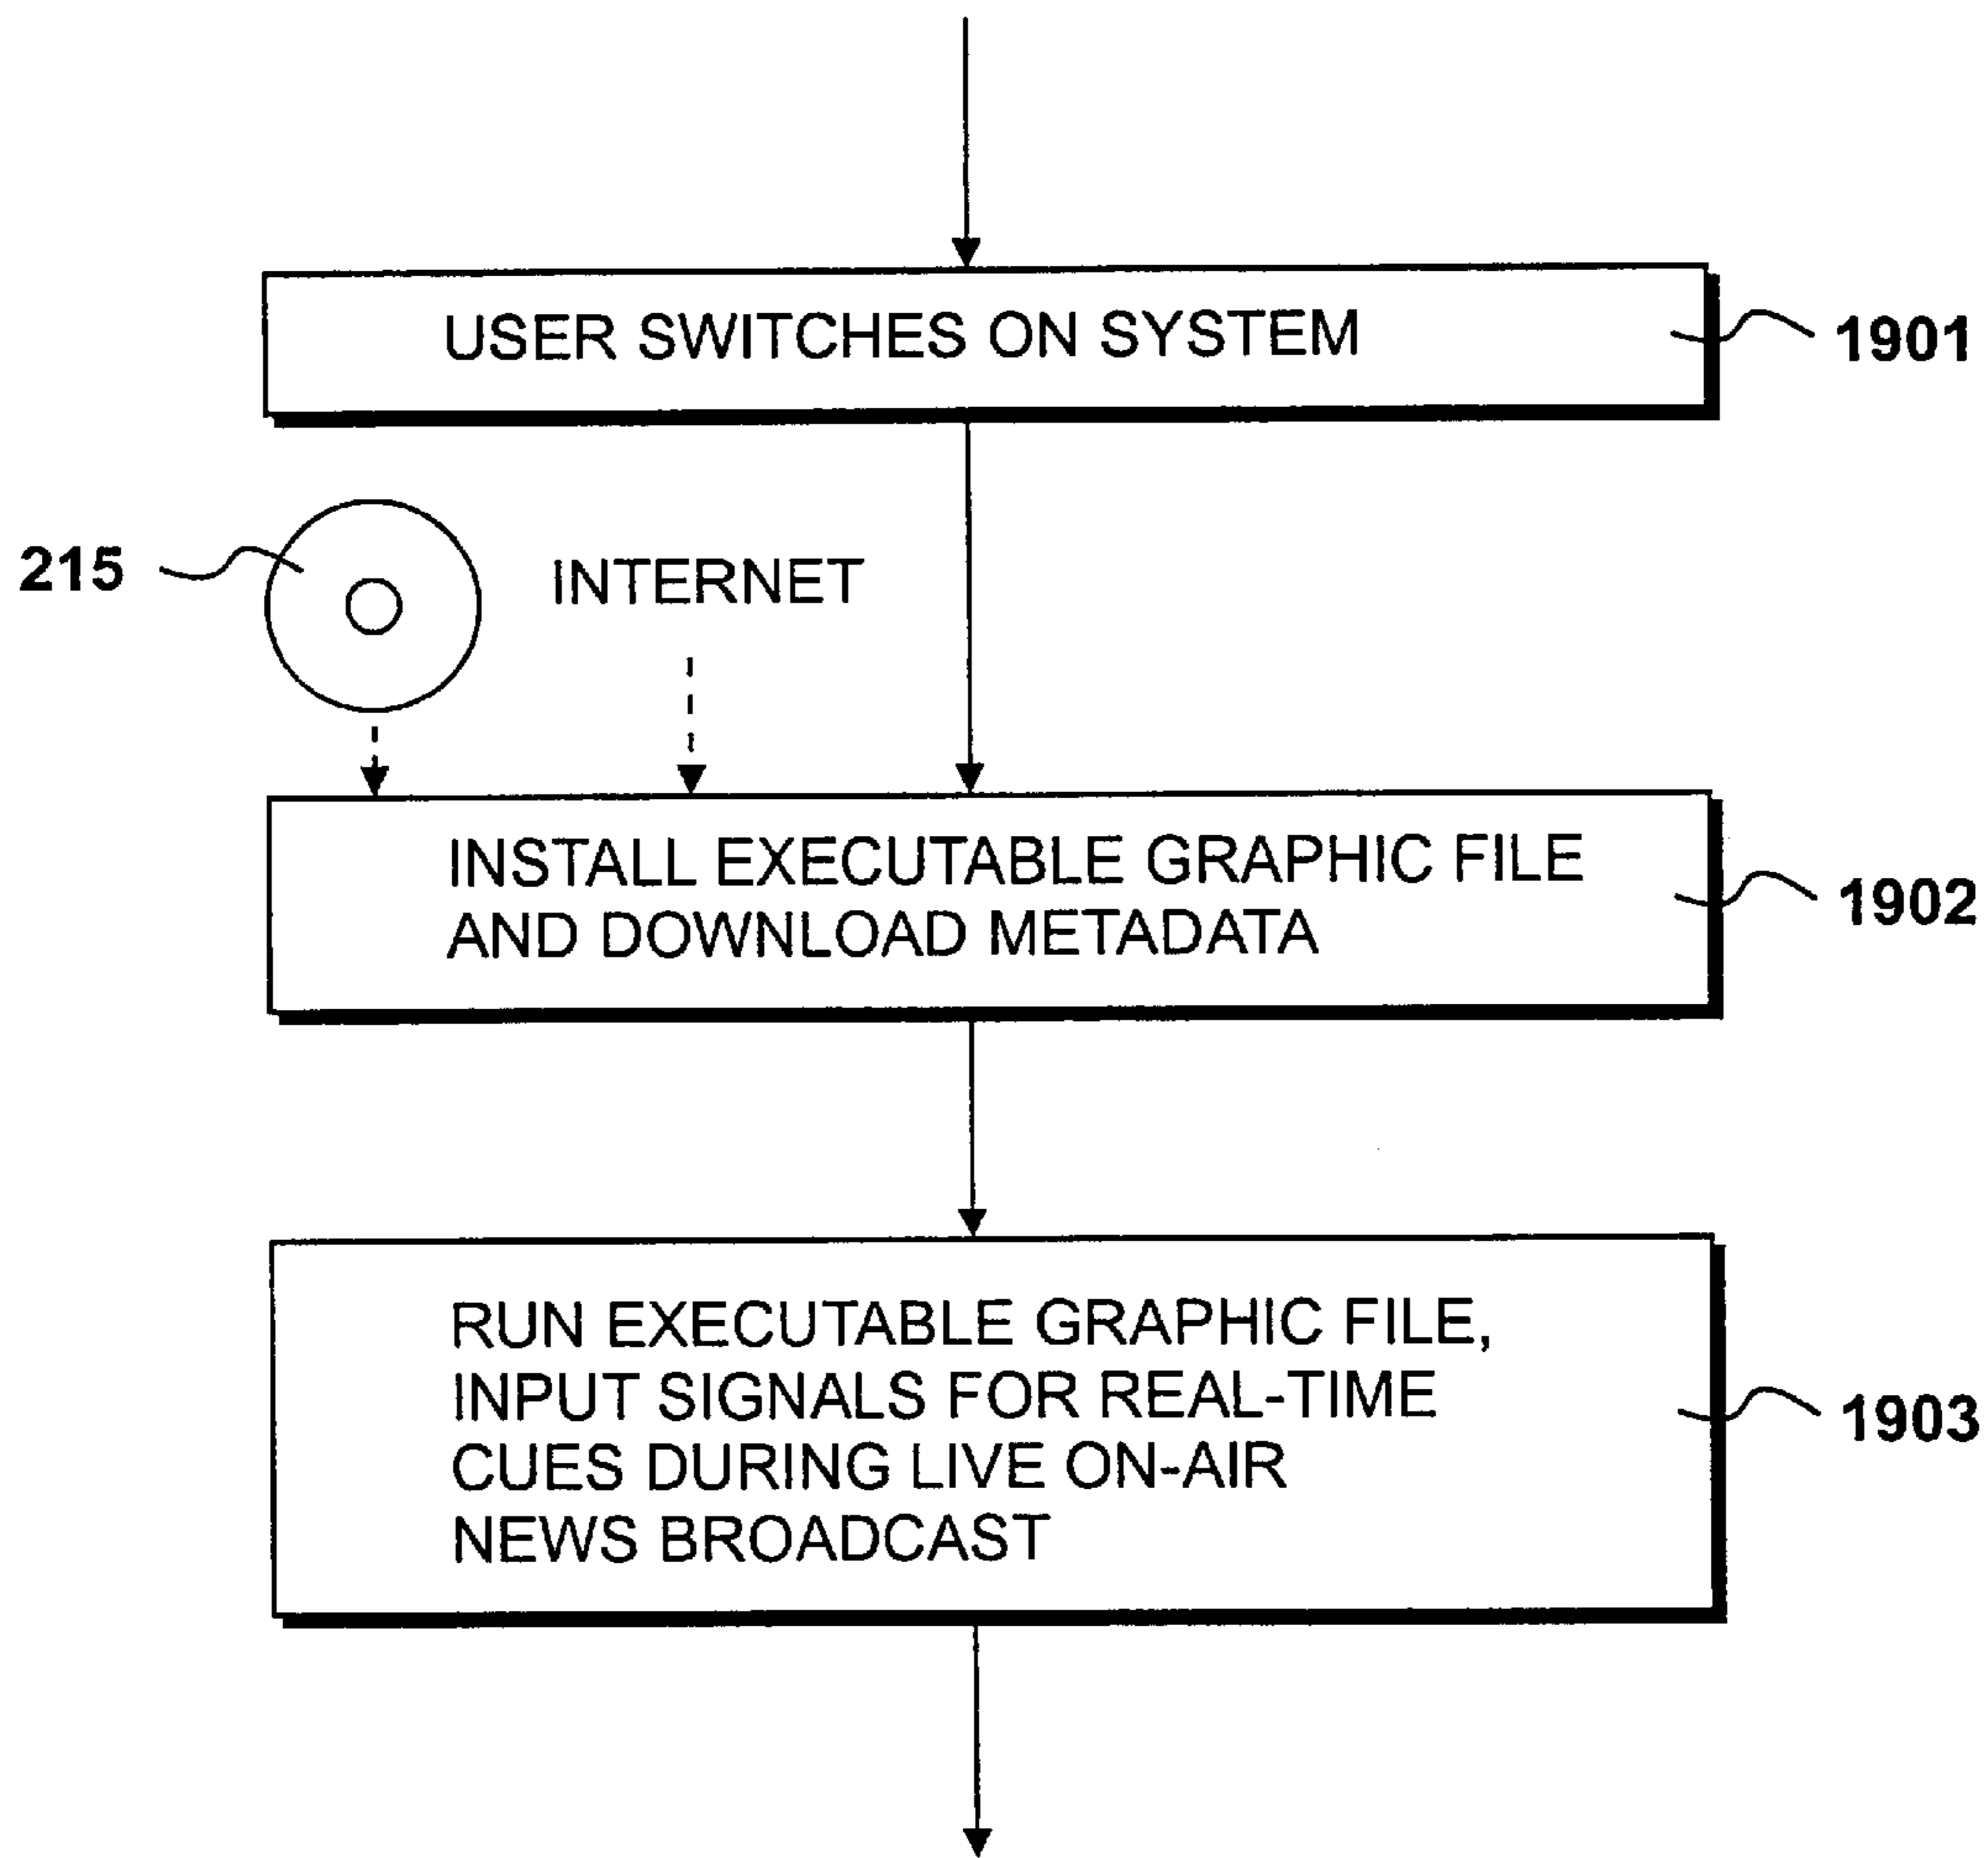 USER SWITCHES ON SYSTEM
1901
215
INTERNET
INSTALL EXECUTABLE GRAPHIC FILE
AND DOWNLOAD METADATA
1902
RUN EXECUTABLE GRAPHIC FILE,
INPUT SIGNALS FOR REAL-TIME
CUES DURING LIVE ON-AIR
NEWS BROADCAST
1903